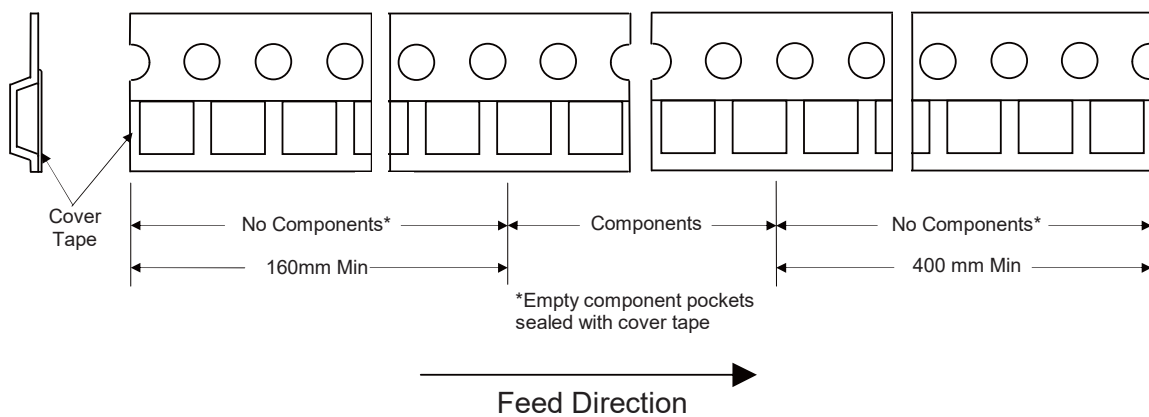 Cover
Tape
No Components*
Components
No Components*
160mm Min
400 mm Min
*Empty component pockets
sealed with cover tape
Feed Direction